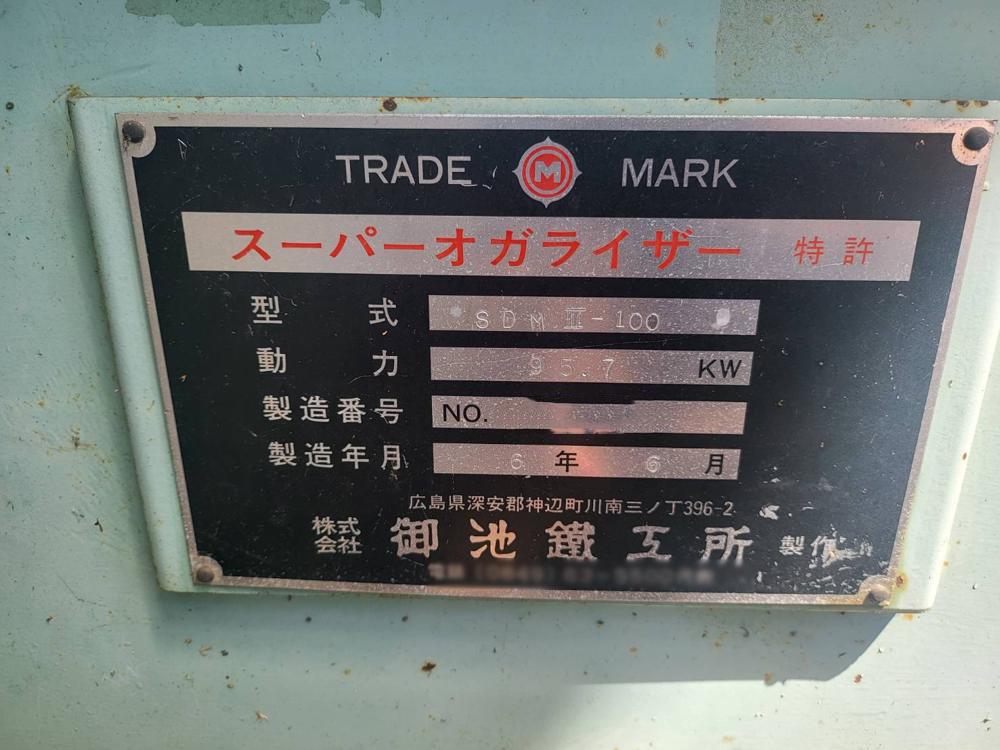 TRADE M MARK
スーパーオガライザー 特許
型式 SDMⅡ-100
動力 95.7 KW
製造番号 NO.
製造年月 6年6月
広島県深安郡神辺町川南三ノ丁396-2
株式会社 御池鐵工所 製作